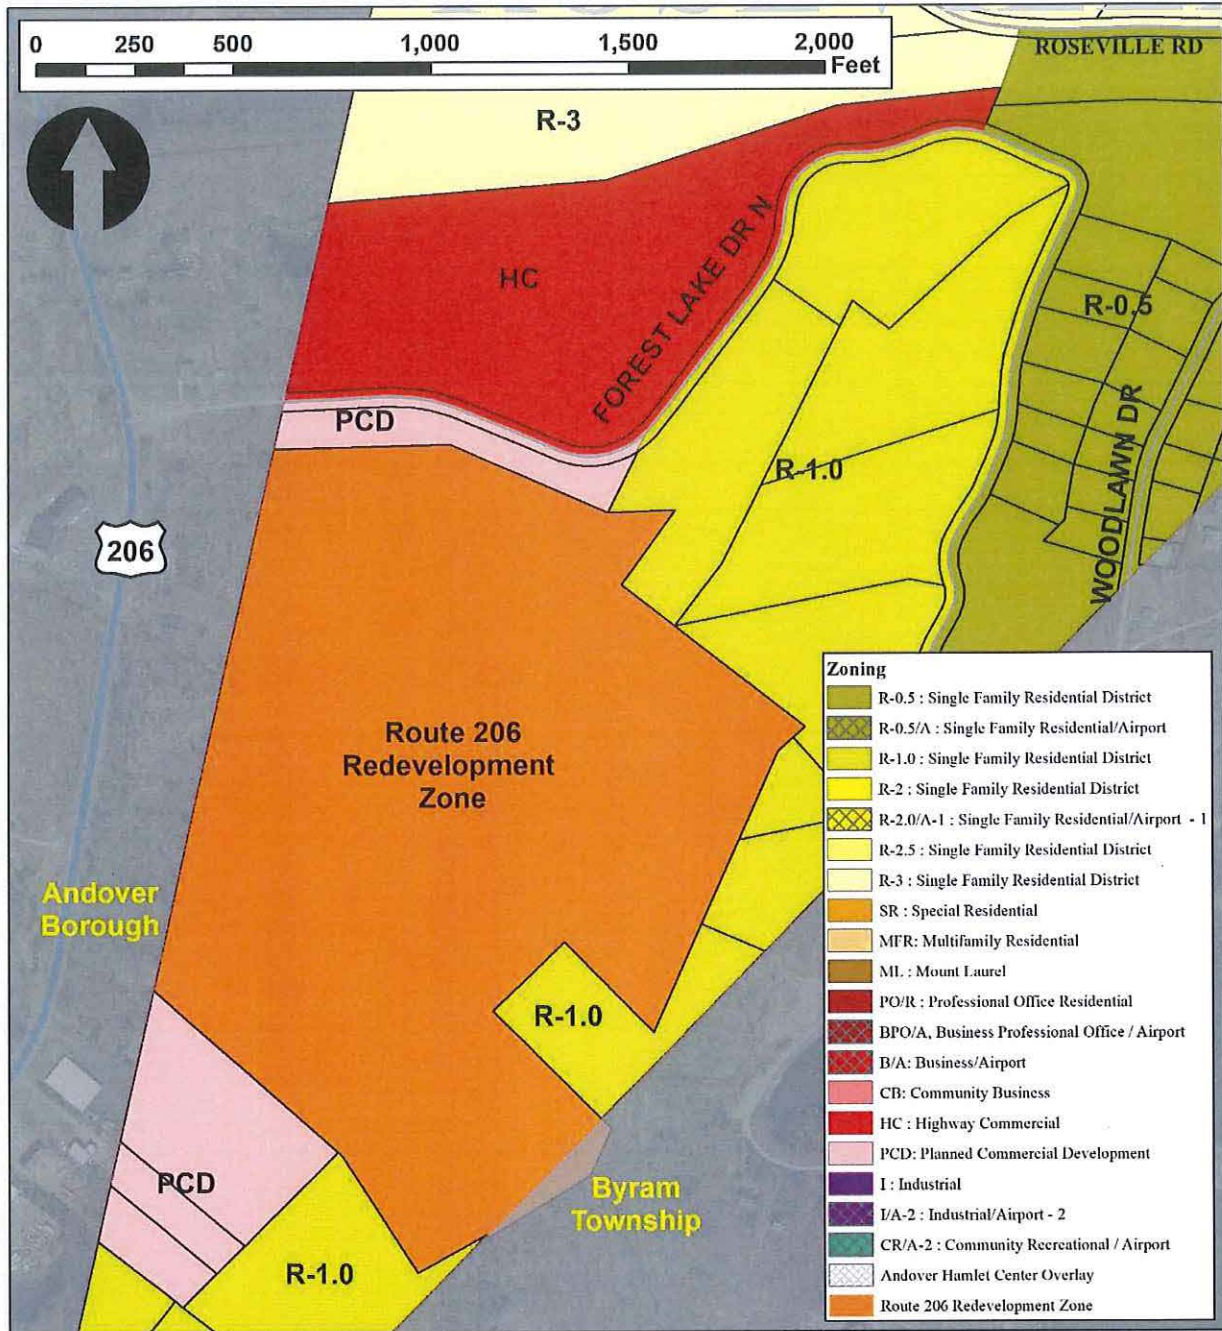 0 250 500 1,000 1,500 2,000
Feet
ROSEVILLE RD
R-3
HC
FOREST LAKE DR N
R-0.5
PCD
R-1.0
WOODLAWN DR
206
Route 206
Redevelopment
Zone
Andover
Borough
R-1.0
PCD
Byram
Township
R-1.0
Zoning
R-0.5 : Single Family Residential District
R-0.5/A : Single Family Residential/Airport
R-1.0 : Single Family Residential District
R-2 : Single Family Residential District
R-2.0/A-1 : Single Family Residential/Airport - 1
R-2.5 : Single Family Residential District
R-3 : Single Family Residential District
SR : Special Residential
MFR: Multifamily Residential
ML : Mount Laurel
PO/R : Professional Office Residential
BPO/A, Business Professional Office / Airport
B/A: Business/Airport
CB: Community Business
HC : Highway Commercial
PCD: Planned Commercial Development
I : Industrial
I/A-2 : Industrial/Airport - 2
CR/A-2 : Community Recreational / Airport
Andover Hamlet Center Overlay
Route 206 Redevelopment Zone